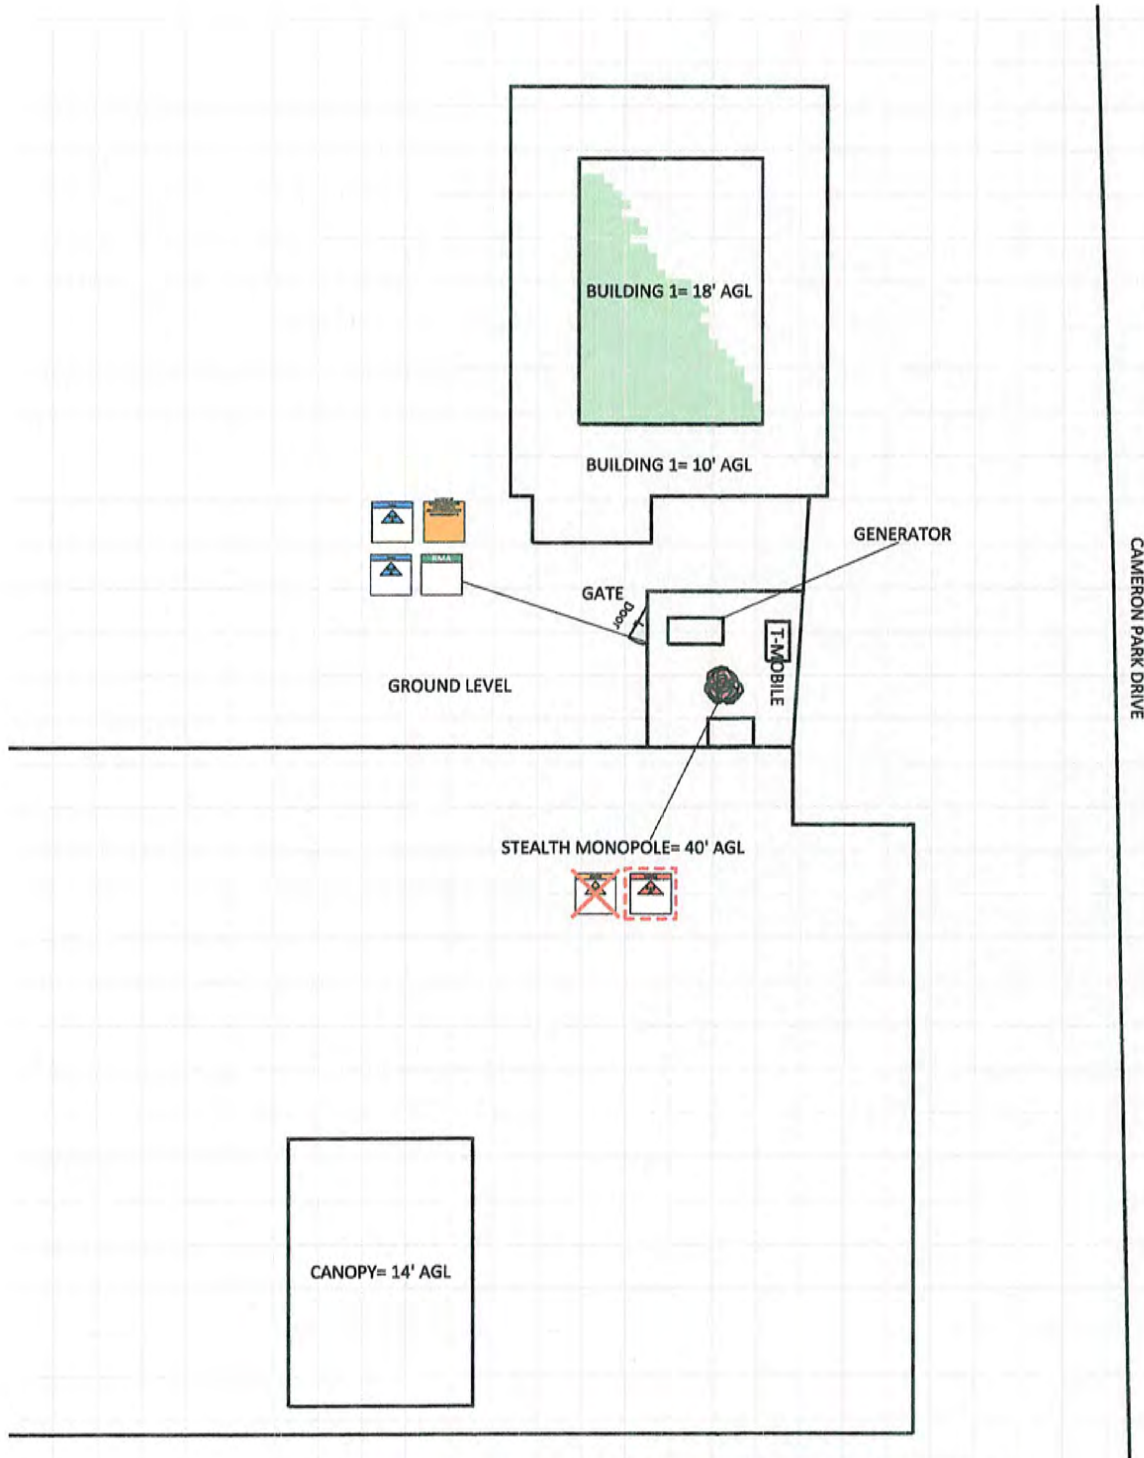 BUILDING 1= 18' AGL
BUILDING 1= 10' AGL
GENERATOR
GATE
Door
T-MOBILE
GROUND LEVEL
CAMERON PARK DRIVE
STEALTH MONOPOLE= 40' AGL
CANOPY= 14' AGL